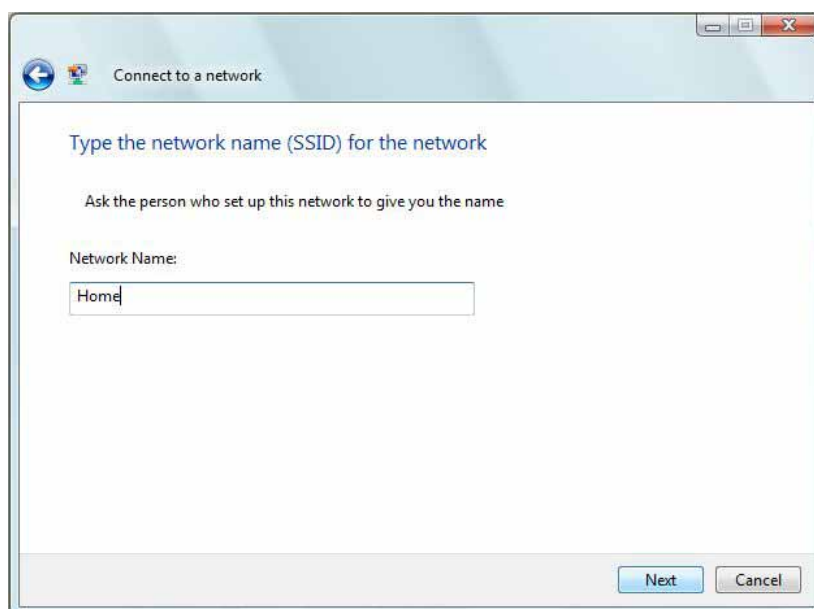 Connect to a network
Type the network name (SSID) for the network
Ask the person who set up this network to give you the name
Network Name:
Home
Next Cancel